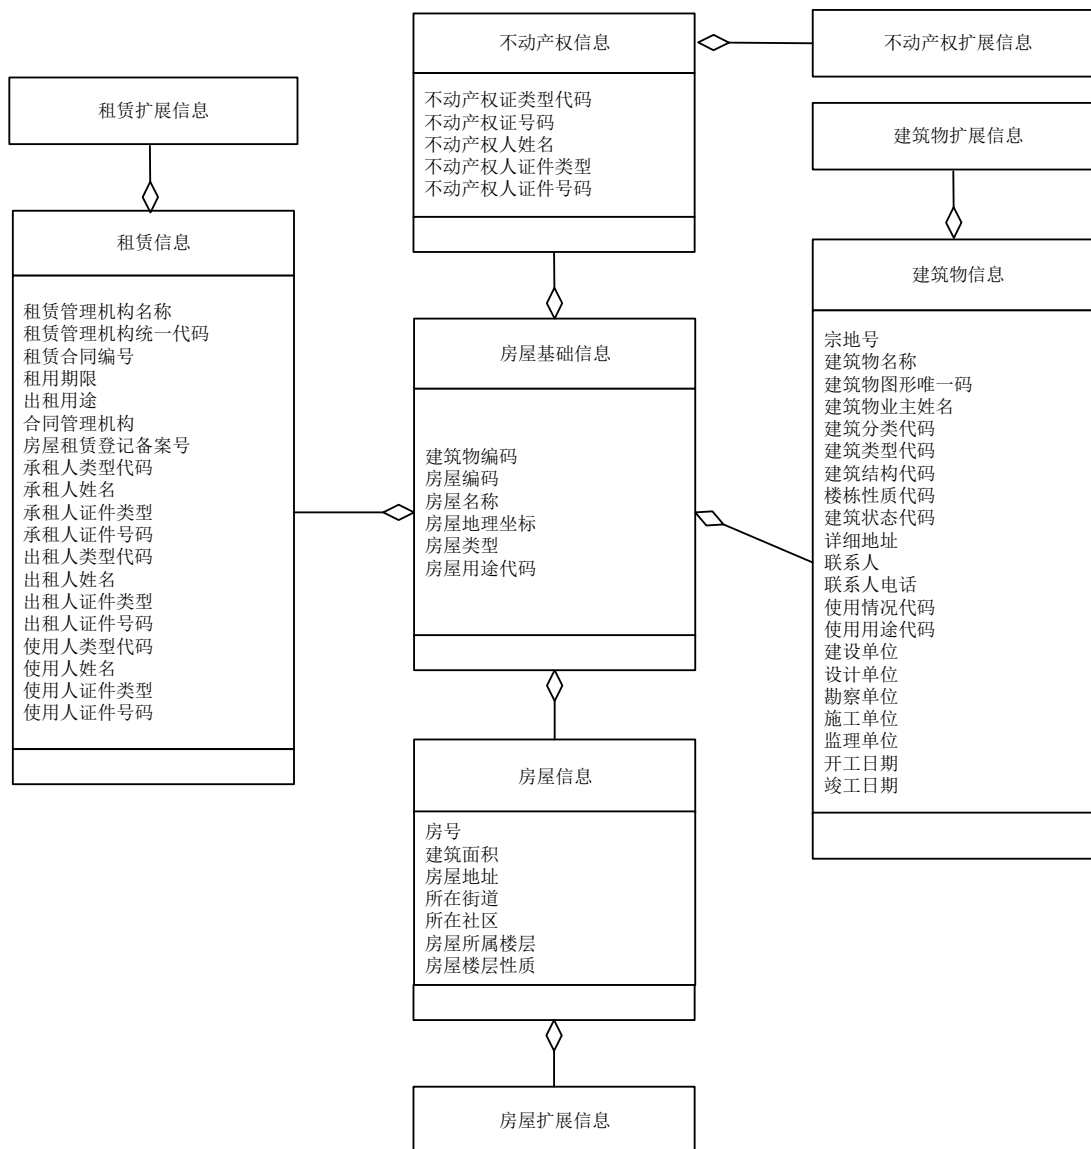 不动产权信息
不动产权证类型代码
不动产权证号码
不动产权人姓名
不动产权人证件类型
不动产权人证件号码
不动产权扩展信息
租赁扩展信息
建筑物扩展信息
租赁信息
租赁管理机构名称
租赁管理机构统一代码
租赁合同编号
租用期限
出租用途
合同管理机构
房屋租赁登记备案号
承租人类型代码
承租人姓名
承租人证件类型
承租人证件号码
出租人类型代码
出租人姓名
出租人证件类型
出租人证件号码
使用人类型代码
使用人姓名
使用人证件类型
使用人证件号码
房屋基础信息
建筑物编码
房屋编码
房屋名称
房屋地理坐标
房屋类型
房屋用途代码
建筑物信息
宗地号
建筑物名称
建筑物图形唯一码
建筑物业主姓名
建筑分类代码
建筑类型代码
建筑结构代码
楼栋性质代码
建筑状态代码
详细地址
联系人
联系人电话
使用情况代码
使用用途代码
建设单位
设计单位
勘察单位
施工单位
监理单位
开工日期
竣工日期
房屋信息
房号
建筑面积
房屋地址
所在街道
所在社区
房屋所属楼层
房屋楼层性质
房屋扩展信息